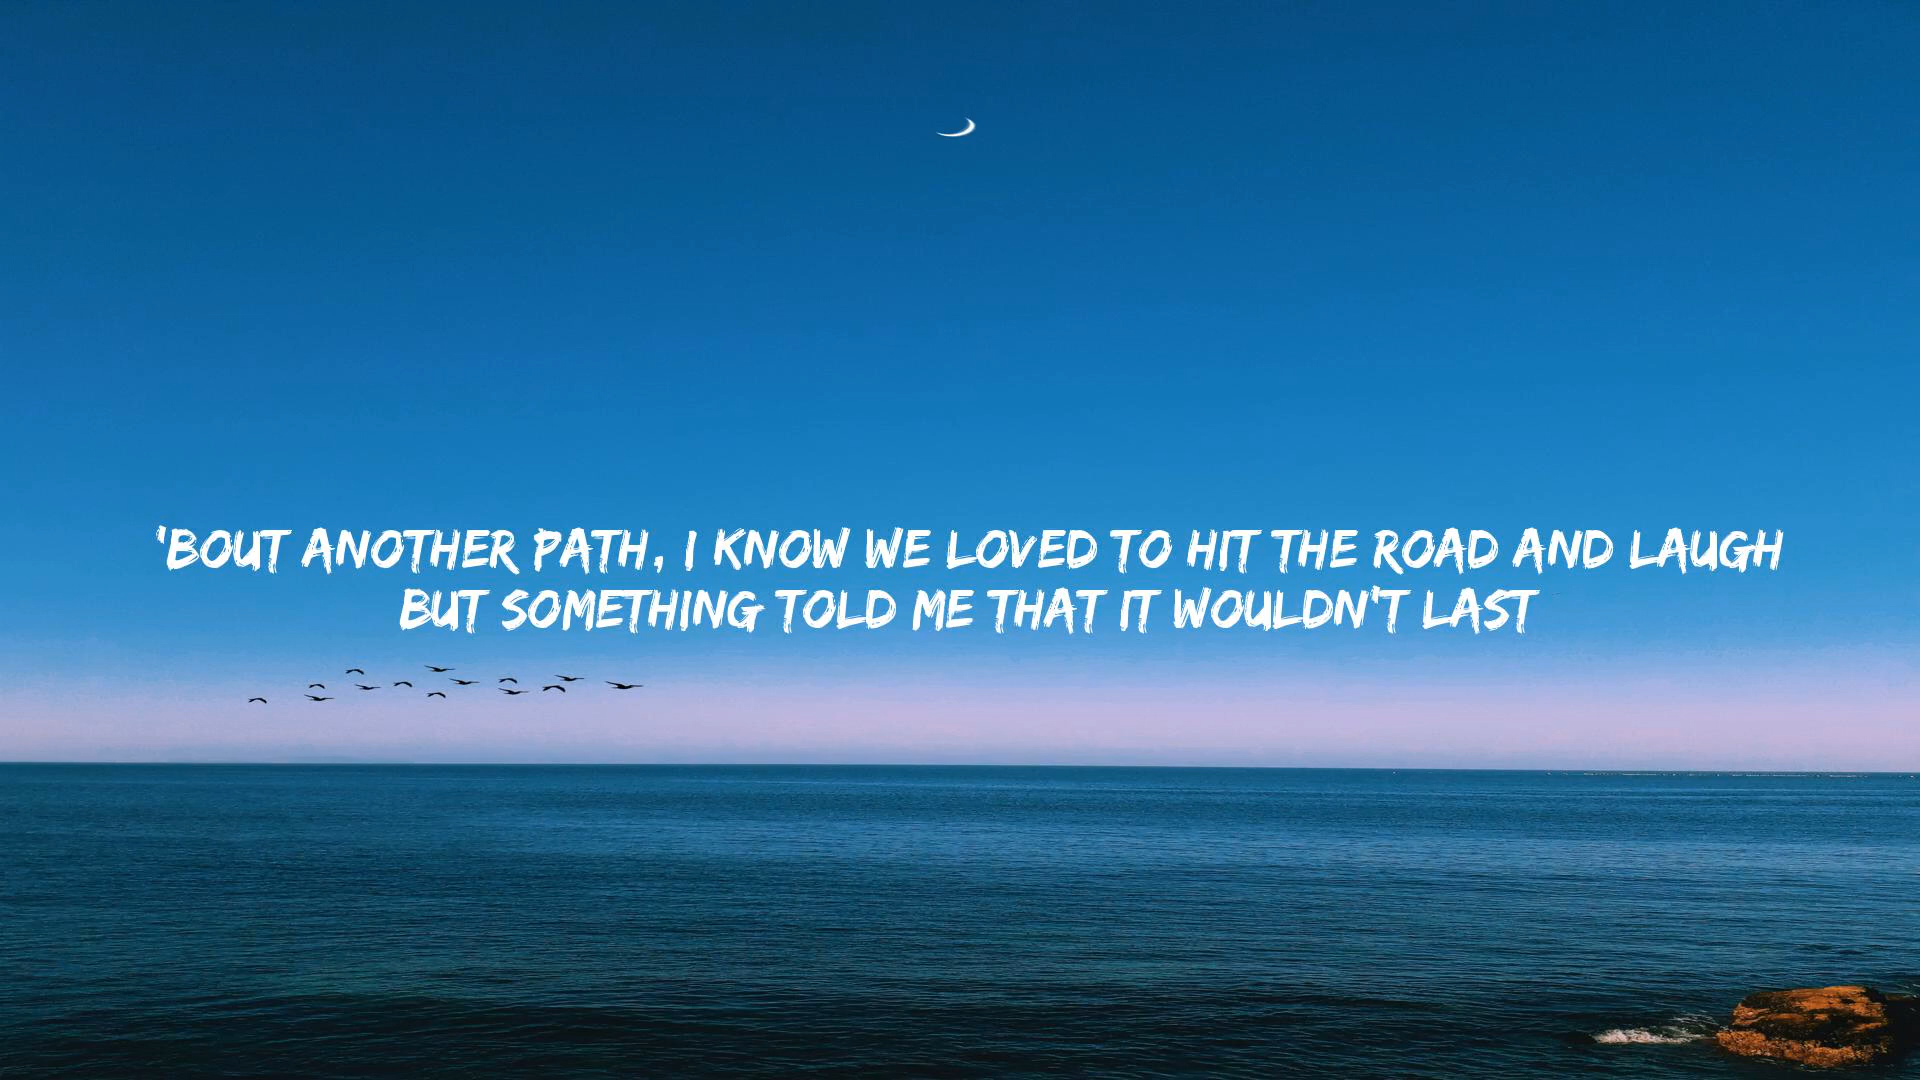 'BOUT ANOTHER PATH, I KNOW WE LOVED TO HIT THE ROAD AND LAUGH
BUT SOMETHING TOLD ME THAT IT WOULDN'T LAST